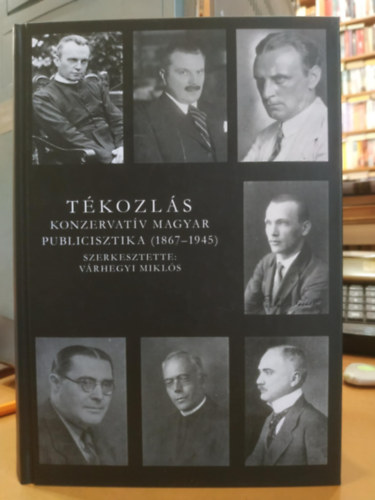 TÉKOZLÁS
KONZERVATÍV MAGYAR
PUBLICISZTIKA (1867–1945)
SZERKESZTETTE:
VÁRHEGYI MIKLÓS